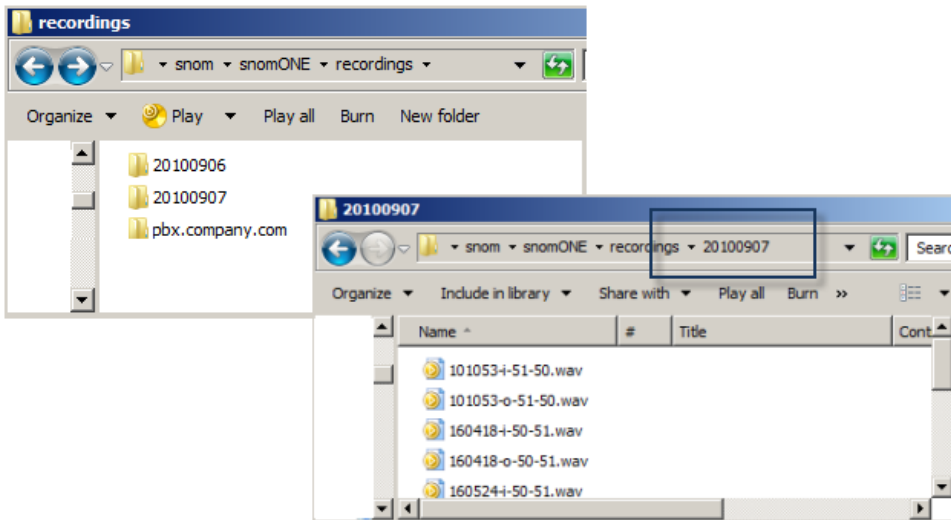 recordings
snom snomONE recordings
Organize Play Play all Burn New folder
20100906
20100907
pbx.company.com
20100907
snom snomONE recordings 20100907 Searc
Organize Include in library Share with Play all Burn »
Name # Title Cont
101053-i-51-50.wav
101053-o-51-50.wav
160418-i-50-51.wav
160418-o-50-51.wav
160524-i-50-51.wav